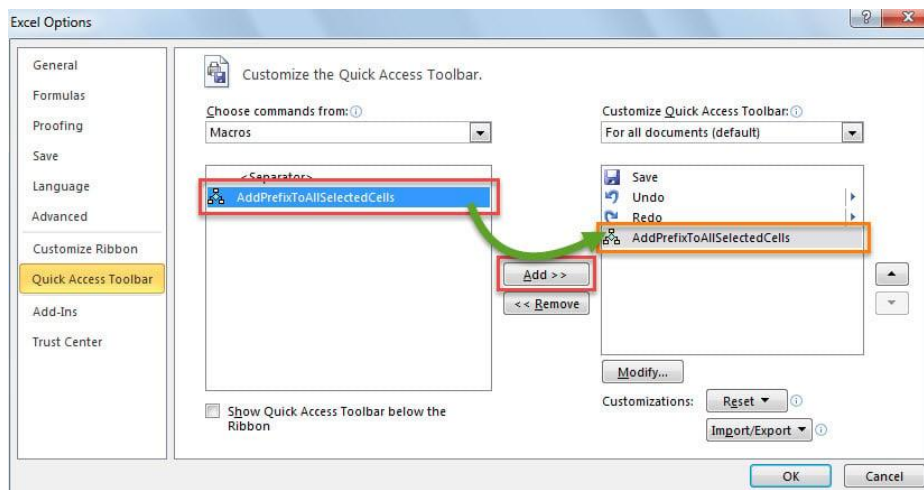 Excel Options
General
Formulas
Proofing
Save
Language
Advanced
Customize Ribbon
Quick Access Toolbar
Add-Ins
Trust Center
Customize the Quick Access Toolbar.
Choose commands from:
Macros
<Separator>
AddPrefixToAllSelectedCells
Show Quick Access Toolbar below the
Ribbon
Add >>
<< Remove
Customize Quick Access Toolbar:
For all documents (default)
Save
Undo
Redo
AddPrefixToAllSelectedCells
Modify...
Customizations: Reset
Import/Export
OK Cancel